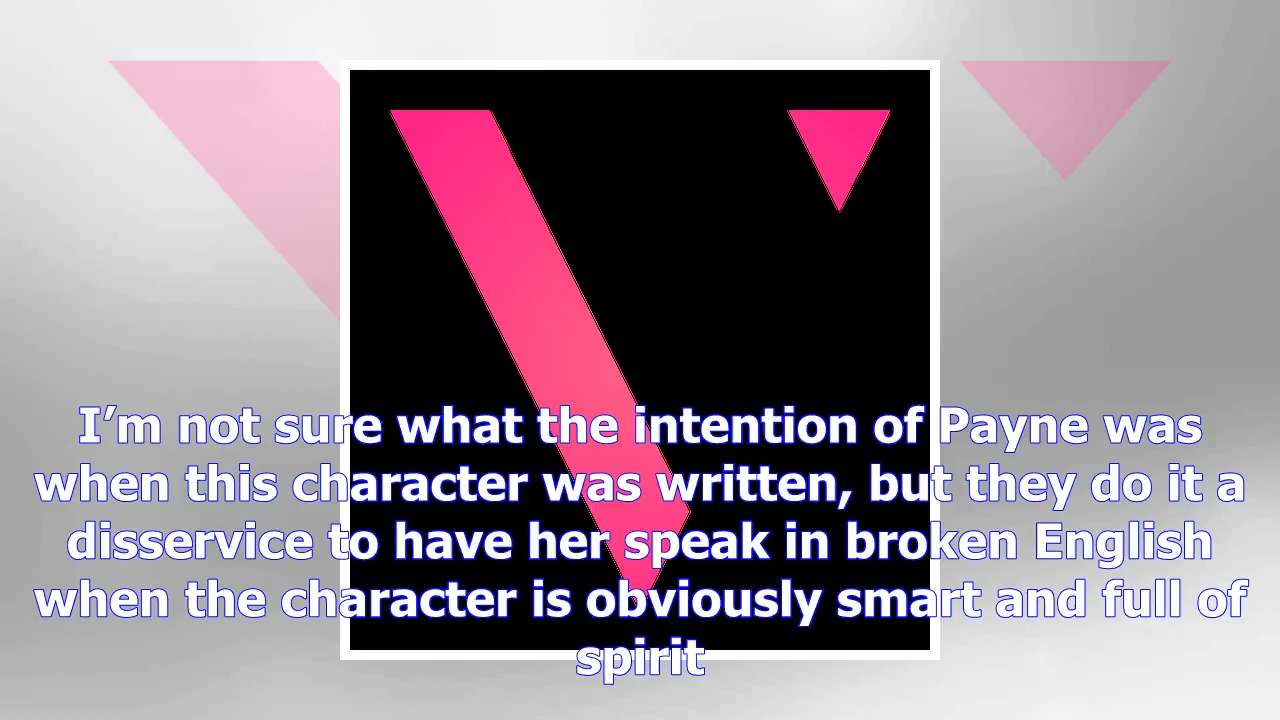 I’m not sure what the intention of Payne was
when this character was written, but they do it a
disservice to have her speak in broken English
when the character is obviously smart and full of
spirit